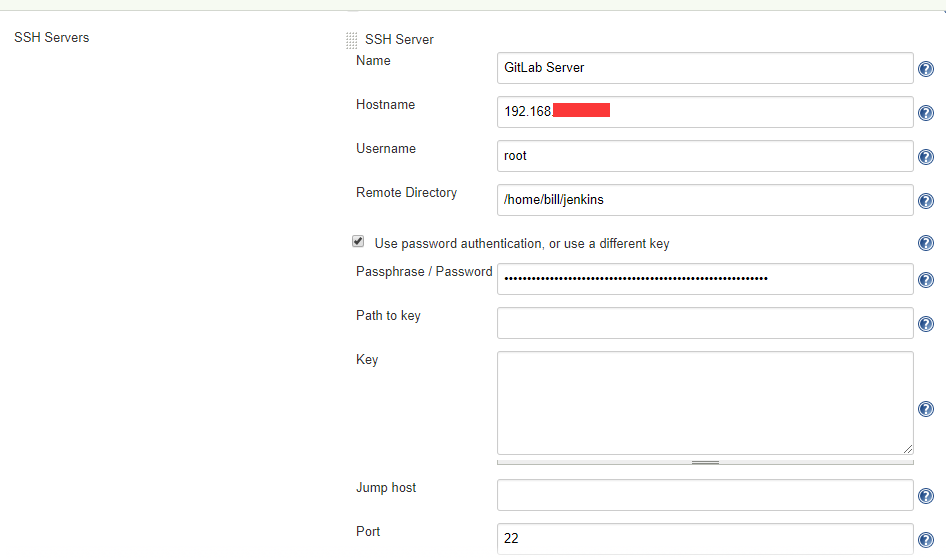 SSH Servers
SSH Server
Name
GitLab Server
Hostname
192.168.
Username
root
Remote Directory
/home/bill/jenkins
Use password authentication, or use a different key
Passphrase / Password
••••••••••••••••••••••••••••••••••••••••••••••••••••••••••
Path to key
Key
Jump host
Port
22